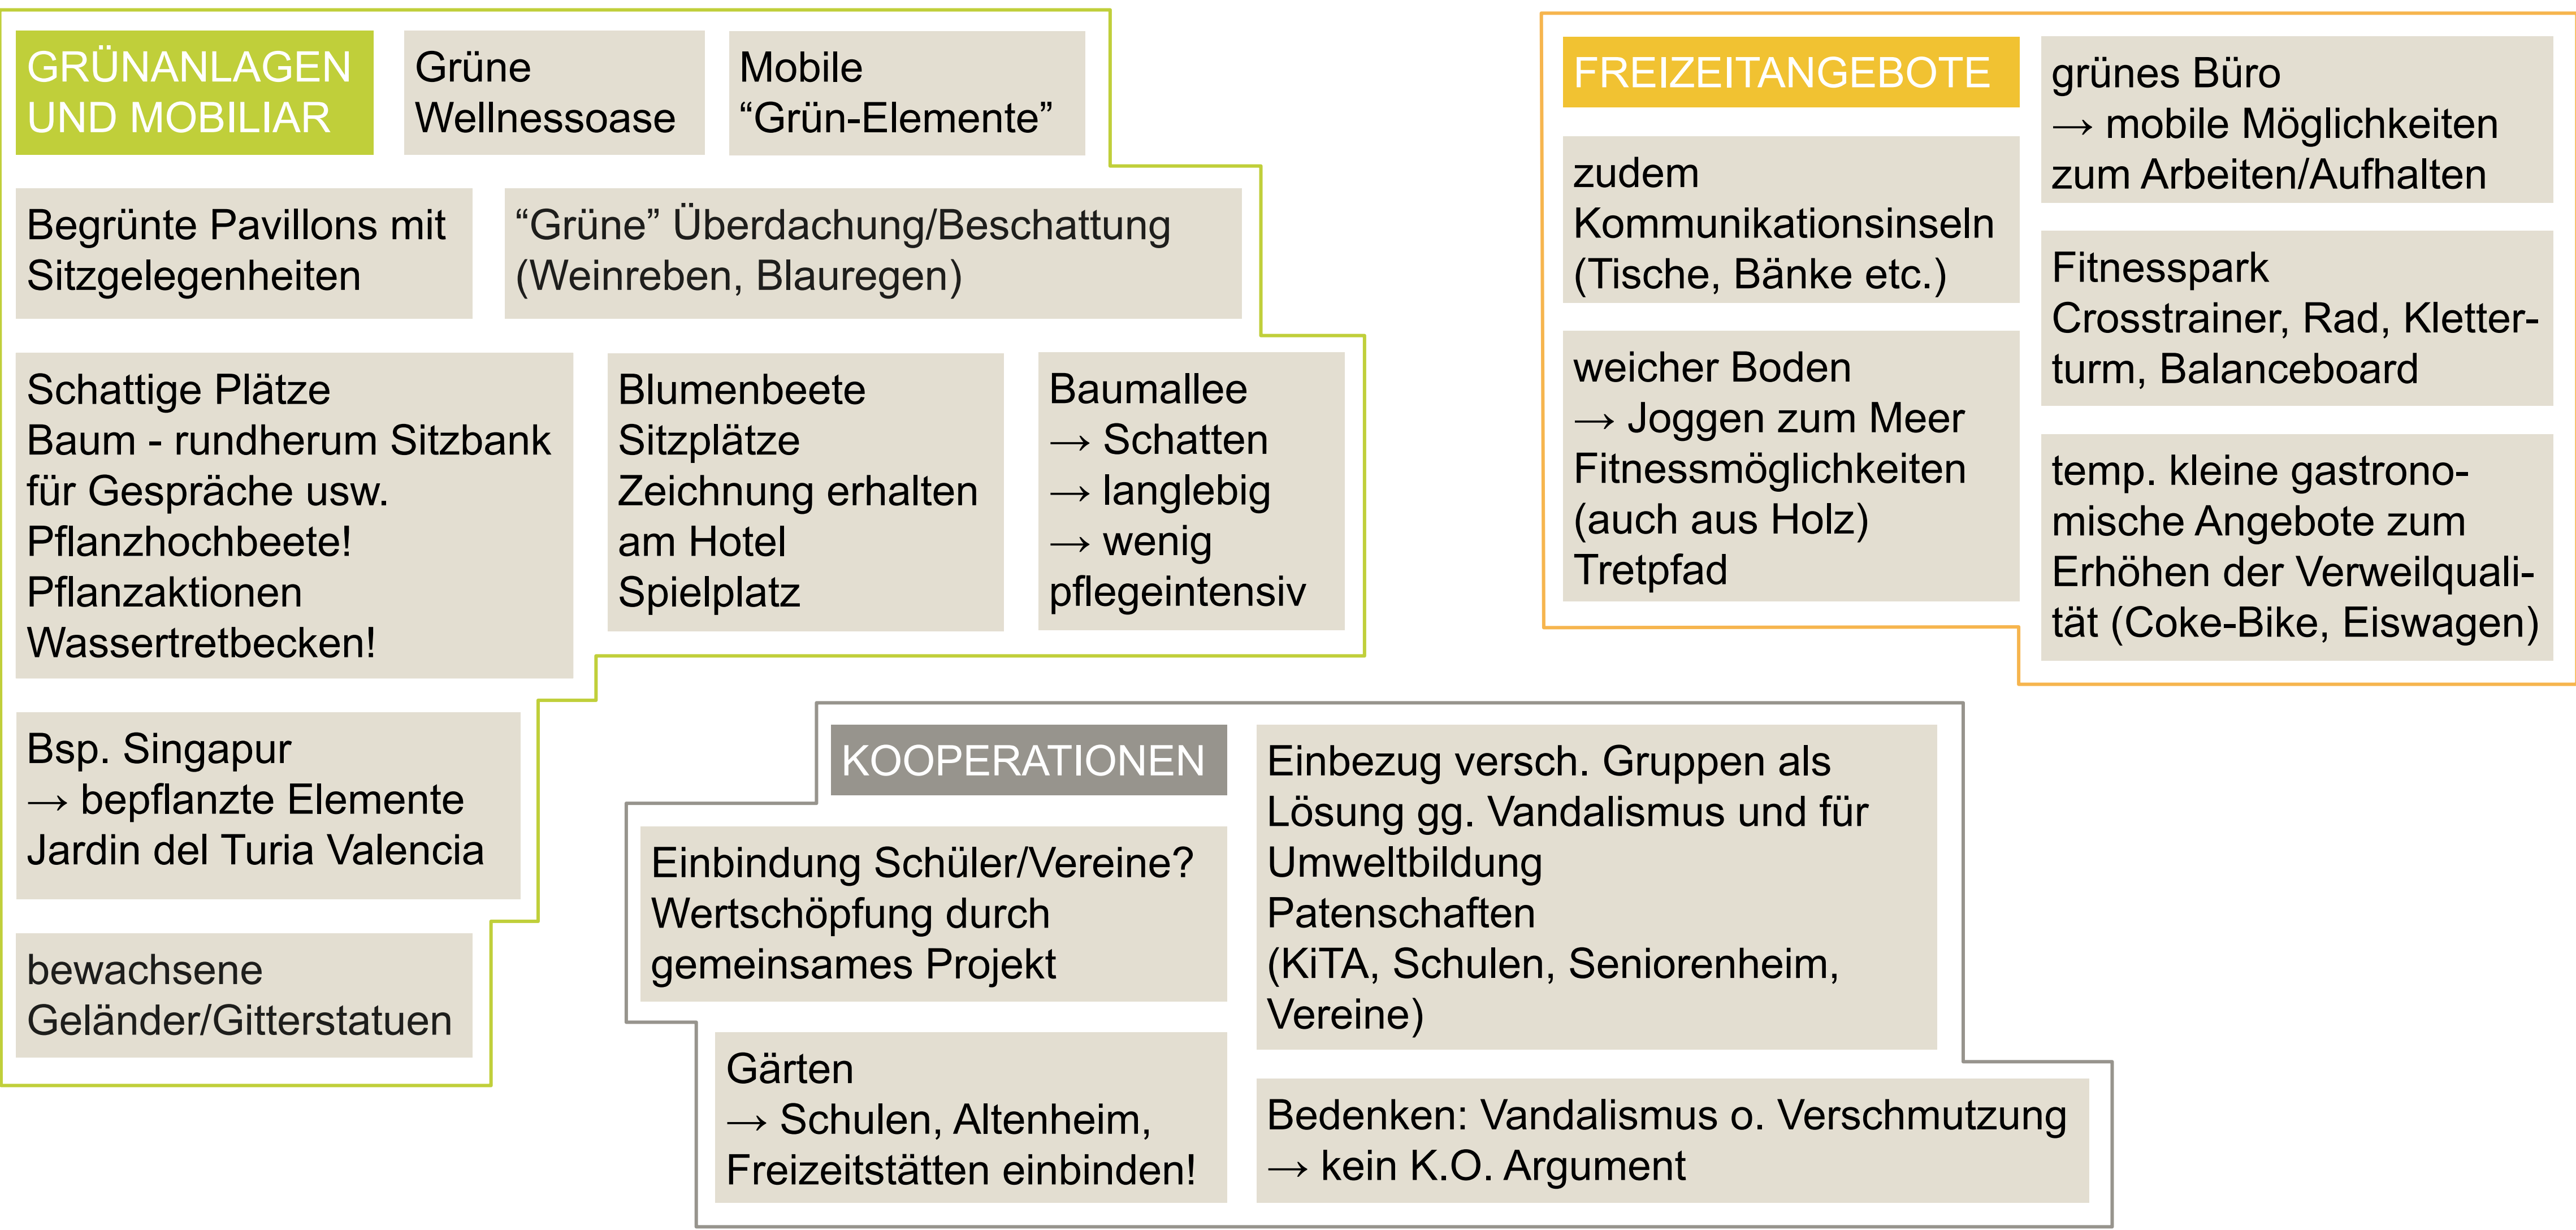 GRÜNANLAGEN
UND MOBILIAR
Grüne
Wellnessoase
Mobile
“Grün-Elemente”
Begrünte Pavillons mit
Sitzgelegenheiten
“Grüne” Überdachung/Beschattung
(Weinreben, Blauregen)
Schattige Plätze
Baum - rundherum Sitzbank
für Gespräche usw.
Pflanzhochbeete!
Pflanzaktionen
Wassertretbecken!
Blumenbeete
Sitzplätze
Zeichnung erhalten
am Hotel
Spielplatz
Baumallee
→ Schatten
→ langlebig
→ wenig
pflegeintensiv
Bsp. Singapur
→ bepflanzte Elemente
Jardin del Turia Valencia
bewachsene
Geländer/Gitterstatuen
FREIZEITANGEBOTE
zudem
Kommunikationsinseln
(Tische, Bänke etc.)
weicher Boden
→ Joggen zum Meer
Fitnessmöglichkeiten
(auch aus Holz)
Tretpfad
grünes Büro
→ mobile Möglichkeiten
zum Arbeiten/Aufhalten
Fitnesspark
Crosstrainer, Rad, Kletter-
turm, Balanceboard
temp. kleine gastrono-
mische Angebote zum
Erhöhen der Verweilquali-
tät (Coke-Bike, Eiswagen)
KOOPERATIONEN
Einbindung Schüler/Vereine?
Wertschöpfung durch
gemeinsames Projekt
Gärten
→ Schulen, Altenheim,
Freizeitstätten einbinden!
Einbezug versch. Gruppen als
Lösung gg. Vandalismus und für
Umweltbildung
Patenschaften
(KiTA, Schulen, Seniorenheim,
Vereine)
Bedenken: Vandalismus o. Verschmutzung
→ kein K.O. Argument